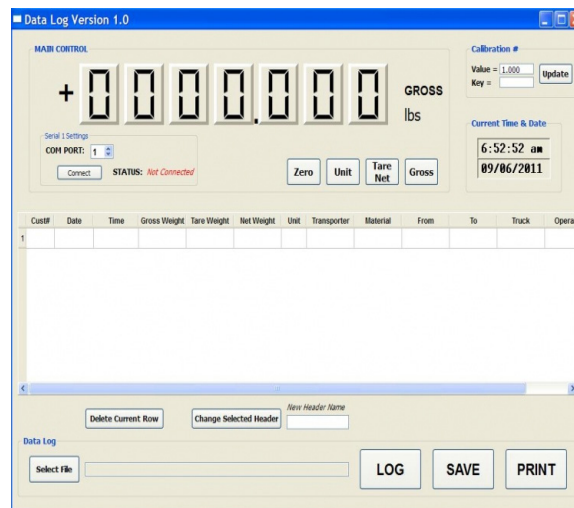 Data Log Version 1.0
MAIN CONTROL
+ 0000.000 GROSS
lbs
Serial 1 Settings
COM PORT: 1
Connect STATUS: Not Connected
Zero Unit Tare Net Gross
Calibration #
Value = 1.000
Key =
Update
Current Time & Date
6:52:52 am
09/06/2011
Cust# Date Time Gross Weight Tare Weight Net Weight Unit Transporter Material From To Truck Opera
1
Delete Current Row Change Selected Header New Header Name
Data Log
Select File LOG SAVE PRINT